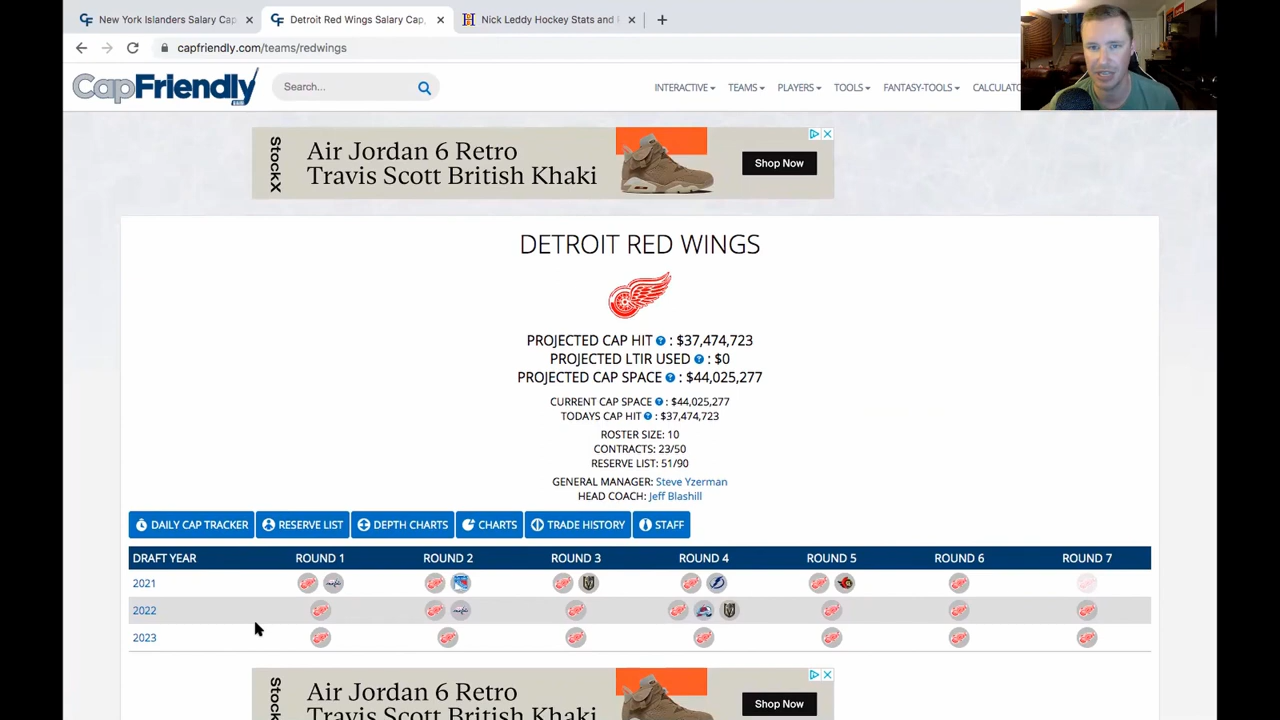 New York Islanders Salary Cap
Detroit Red Wings Salary Cap,
Nick Leddy Hockey Stats and
capfriendly.com/teams/redwings
CapFriendly
Search...
INTERACTIVE
TEAMS
PLAYERS
TOOLS
FANTASY-TOOLS
StockX
Air Jordan 6 Retro
Travis Scott British Khaki
Shop Now
DETROIT RED WINGS
PROJECTED CAP HIT : $37,474,723
PROJECTED LTIR USED : $0
PROJECTED CAP SPACE : $44,025,277
CURRENT CAP SPACE : $44,025,277
TODAYS CAP HIT : $37,474,723
ROSTER SIZE: 10
CONTRACTS: 23/50
RESERVE LIST: 51/90
GENERAL MANAGER: Steve Yzerman
HEAD COACH: Jeff Blashill
DAILY CAP TRACKER
RESERVE LIST
DEPTH CHARTS
CHARTS
TRADE HISTORY
STAFF
DRAFT YEAR ROUND 1 ROUND 2 ROUND 3 ROUND 4 ROUND 5 ROUND 6 ROUND 7
2021
2022
2023
StockX
Air Jordan 6 Retro
Travis Scott British Khaki
Shop Now